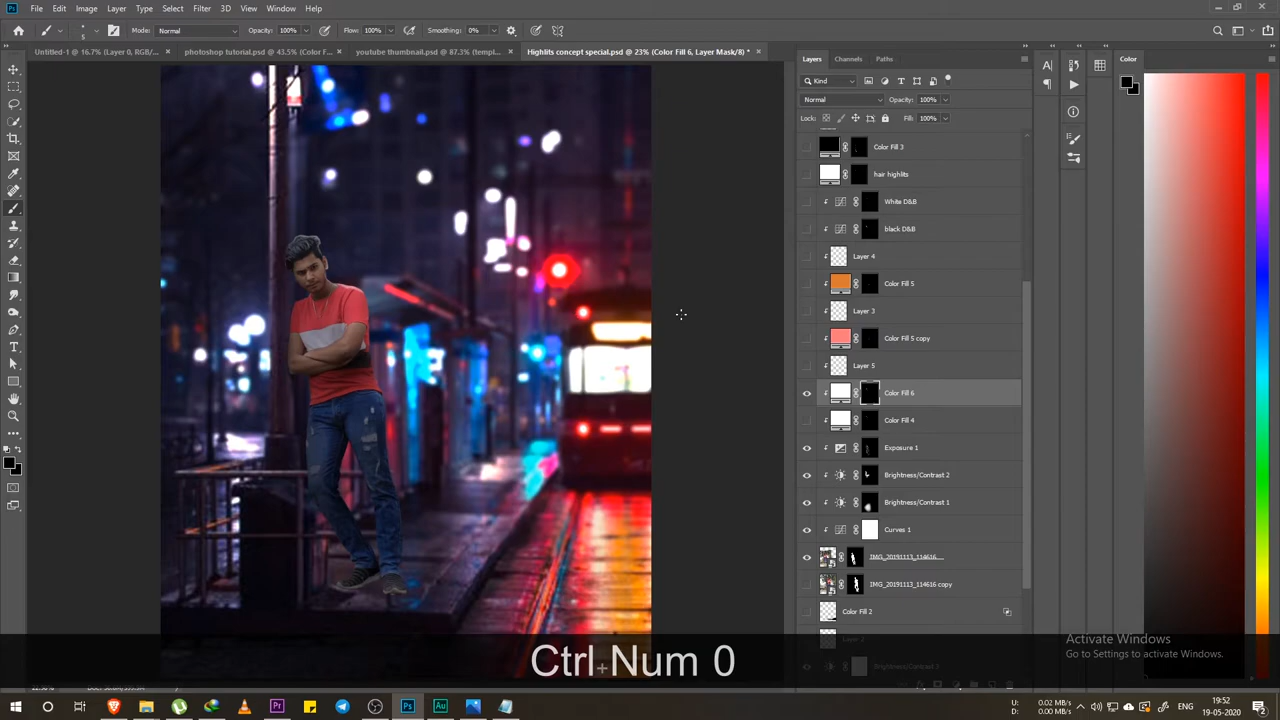 Ps File Edit Image Layer Type Select Filter 3D View Window Help
Mode: Normal Opacity: 100% Flow: 100% Smoothing: 0%
Untitled-1 @ 16.7% (Layer 0, RGB/... × photoshop tutorial.psd @ 43.5% (Color F... × youtube thumbnail.psd @ 87.3% (templ... × Highlits concept special.psd @ 23% (Color Fill 6, Layer Mask/8) * ×
Layers Channels Paths
Color
Kind
Normal Opacity: 100%
Lock: Fill: 100%
Color Fill 3
hair highlits
White D&B
black D&B
Layer 4
Color Fill 5
Layer 3
Color Fill 5 copy
Layer 5
Color Fill 6
Color Fill 4
Exposure 1
Brightness/Contrast 2
Brightness/Contrast 1
Curves 1
IMG_20191113_114616...
IMG_20191113_114616 copy
Color Fill 2
Layer 2
Brightness/Contrast 3
Ctrl Num 0
Activate Windows
Go to Settings to activate Windows.
U: 0.02 MB/s
D: 0.00 MB/s
19:52
19-05-2020